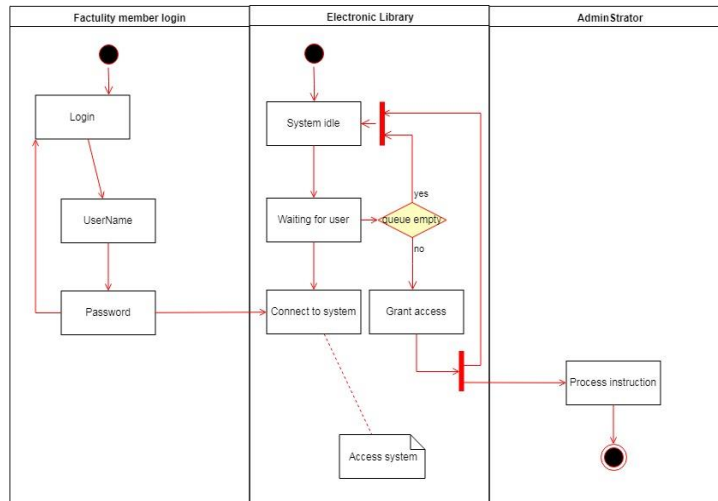 Factulity member login
Electronic Library
AdminStrator
Login
System idle
yes
UserName
Waiting for user
queue empty
no
Password
Connect to system
Grant access
Process instruction
Access system